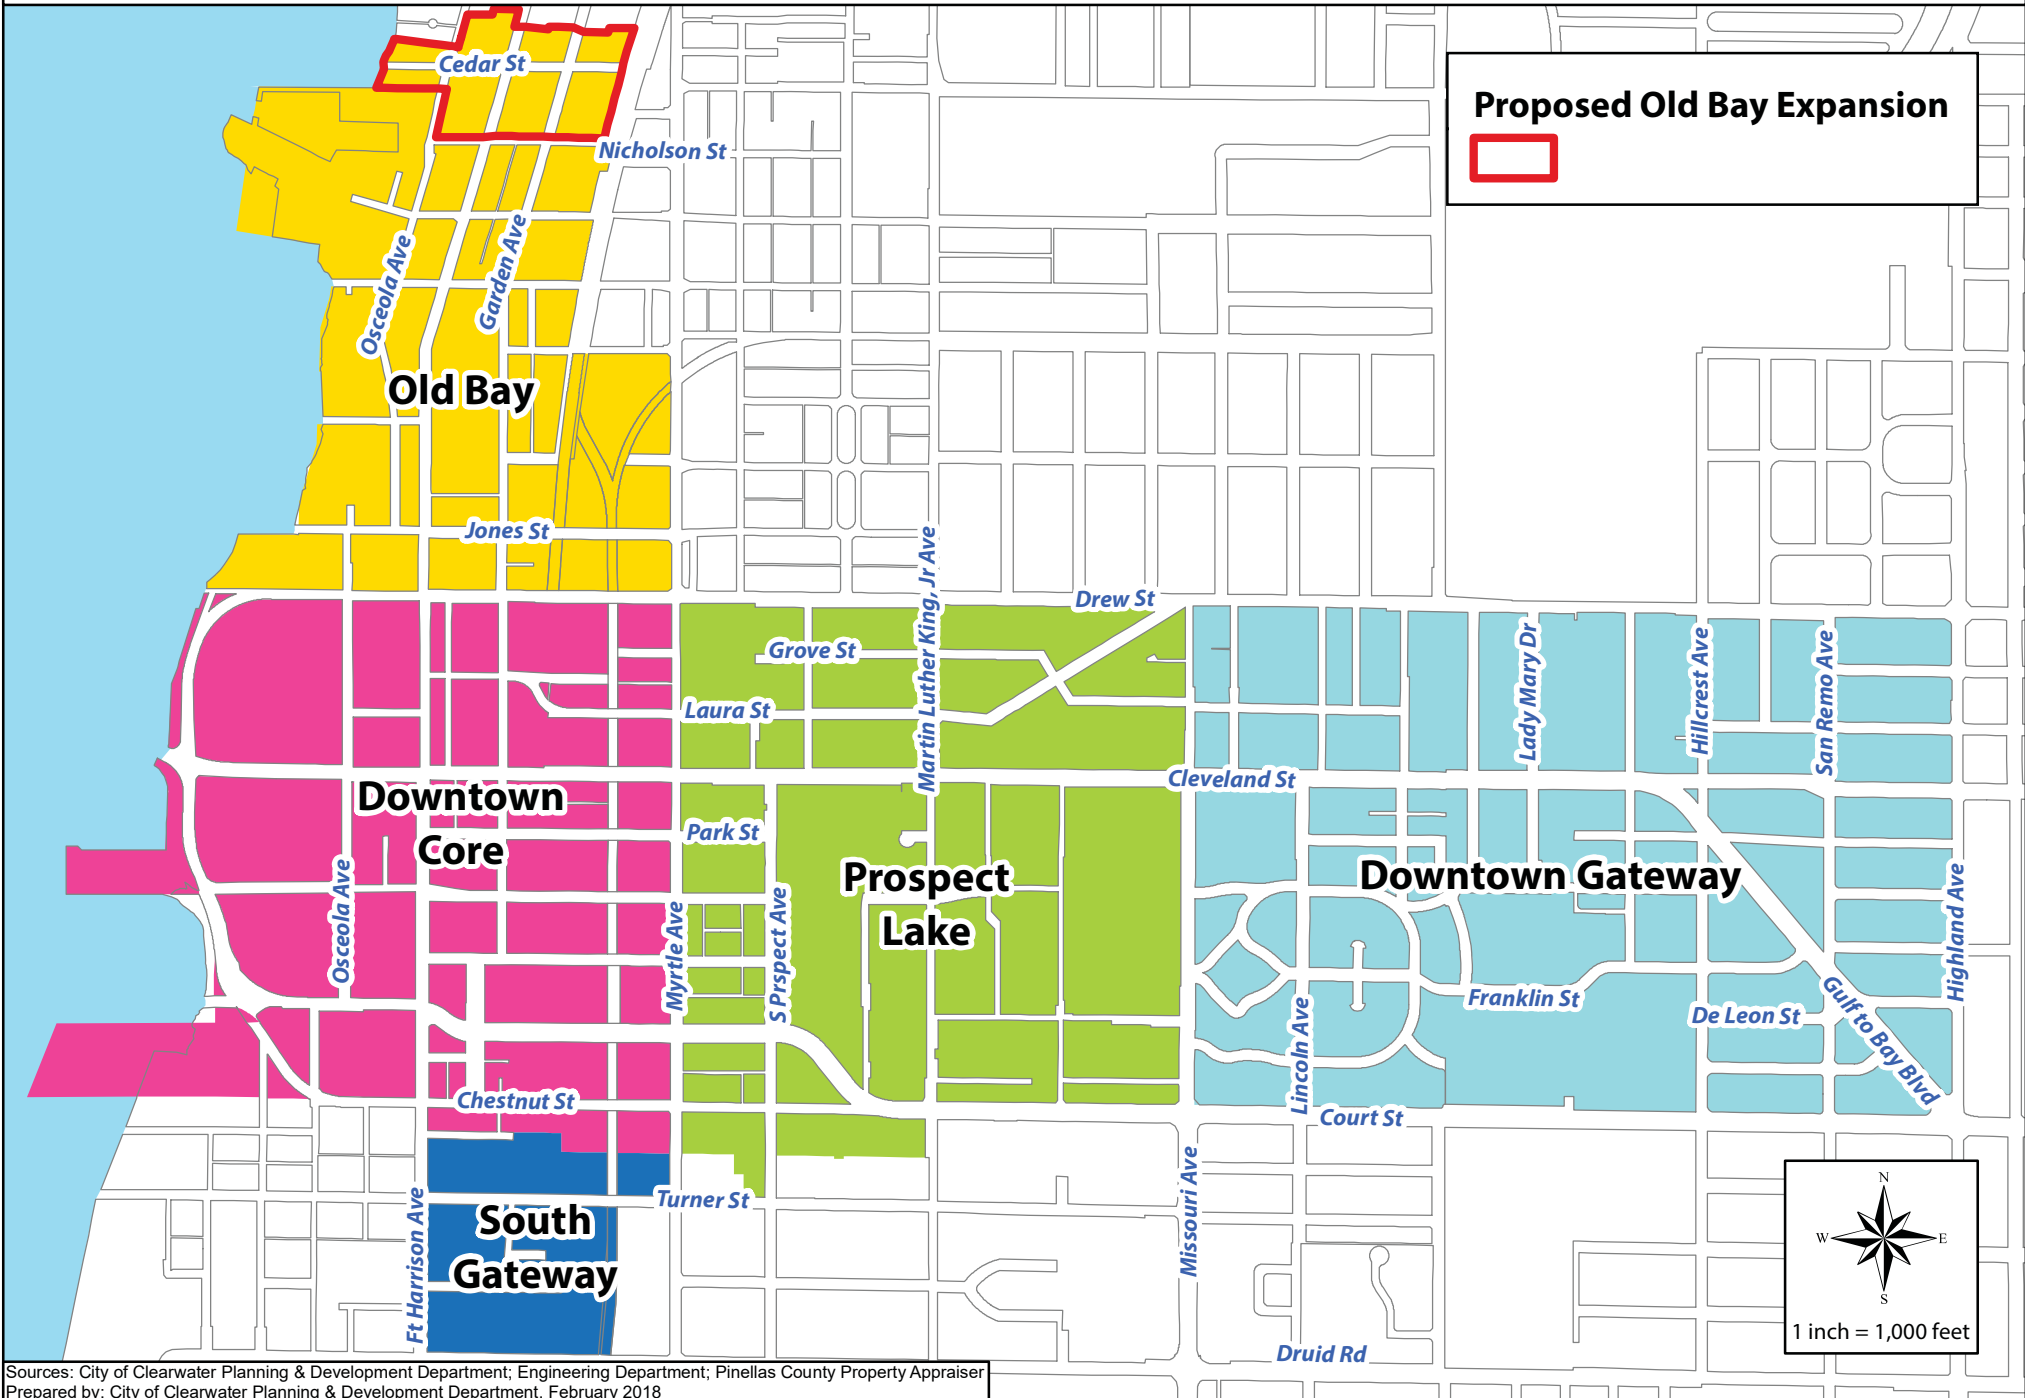 Cedar St
Proposed Old Bay Expansion
Nicholson St
Osceola Ave
Garden Ave
Old Bay
Jones St
Martin Luther King, Jr Ave
Drew St
Grove St
Laura St
Lady Mary Dr
Hillcrest Ave
San Remo Ave
Cleveland St
Downtown
Core
Park St
Prospect
Lake
Downtown Gateway
Osceola Ave
Myrtle Ave
S Prspect Ave
Highland Ave
Franklin St
De Leon St
Gulf to Bay Blvd
Lincoln Ave
Chestnut St
Court St
Missouri Ave
Turner St
Ft Harrison Ave
South
Gateway
N
W
E
S
1 inch = 1,000 feet
Druid Rd
Sources: City of Clearwater Planning & Development Department; Engineering Department; Pinellas County Property Appraiser
Prepared by: City of Clearwater Planning & Development Department, February 2018